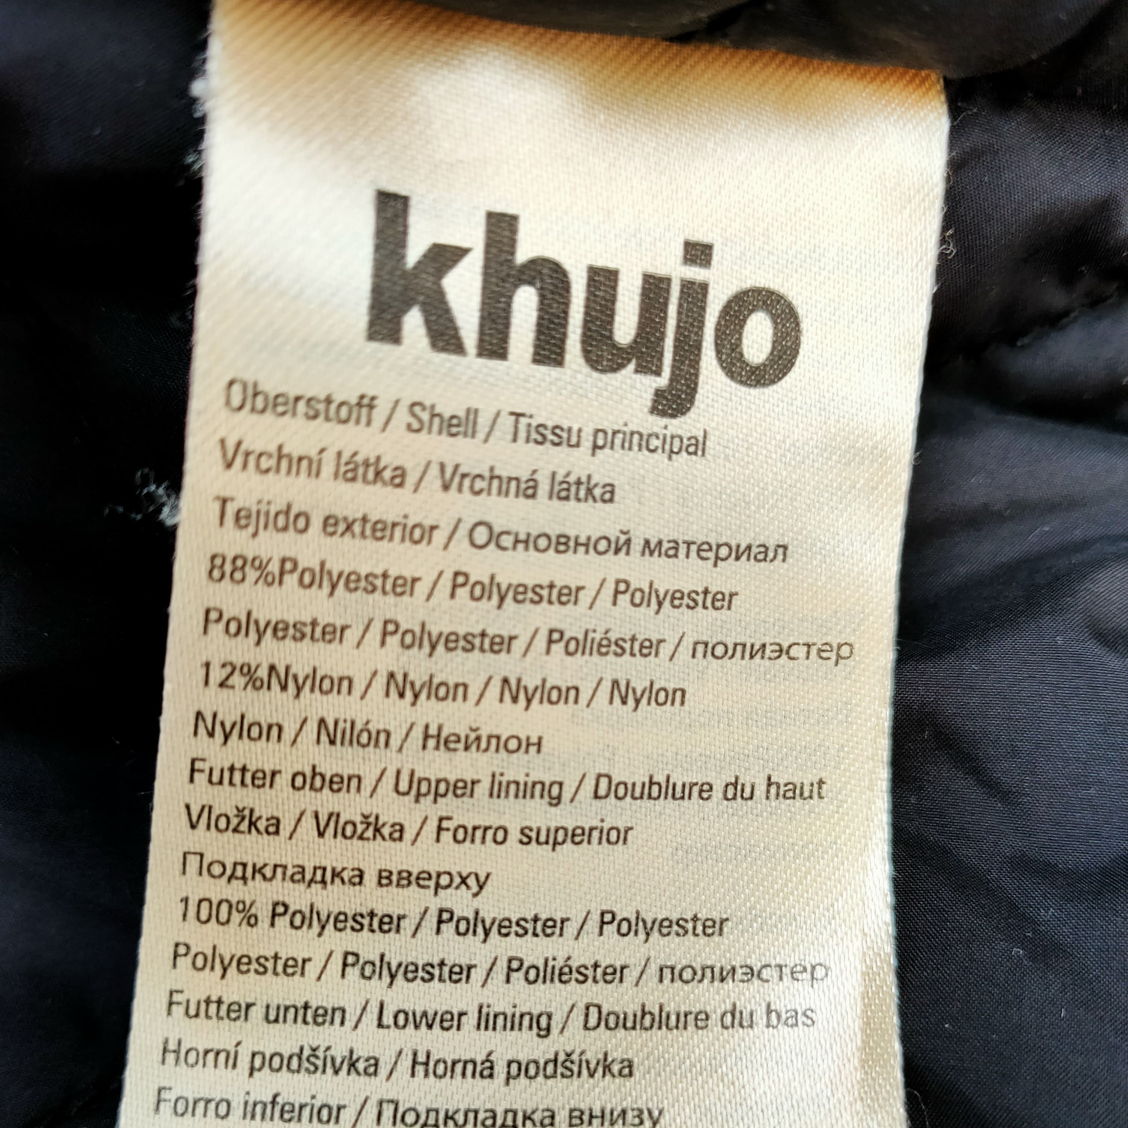 khujo
Oberstoff / Shell / Tissu principal
Vrchní látka / Vrchná látka
Tejido exterior / Основной материал
88%Polyester / Polyester / Polyester
Polyester / Polyester / Poliéster / полиэстер
12%Nylon / Nylon / Nylon / Nylon
Nylon / Nilón / Нейлон
Futter oben / Upper lining / Doublure du haut
Vložka / Vložka / Forro superior
Подкладка вверху
100% Polyester / Polyester / Polyester
Polyester / Polyester / Poliéster / полиэстер
Futter unten / Lower lining / Doublure du bas
Horní podšívka / Horná podšívka
Forro inferior / Подкладка внизу